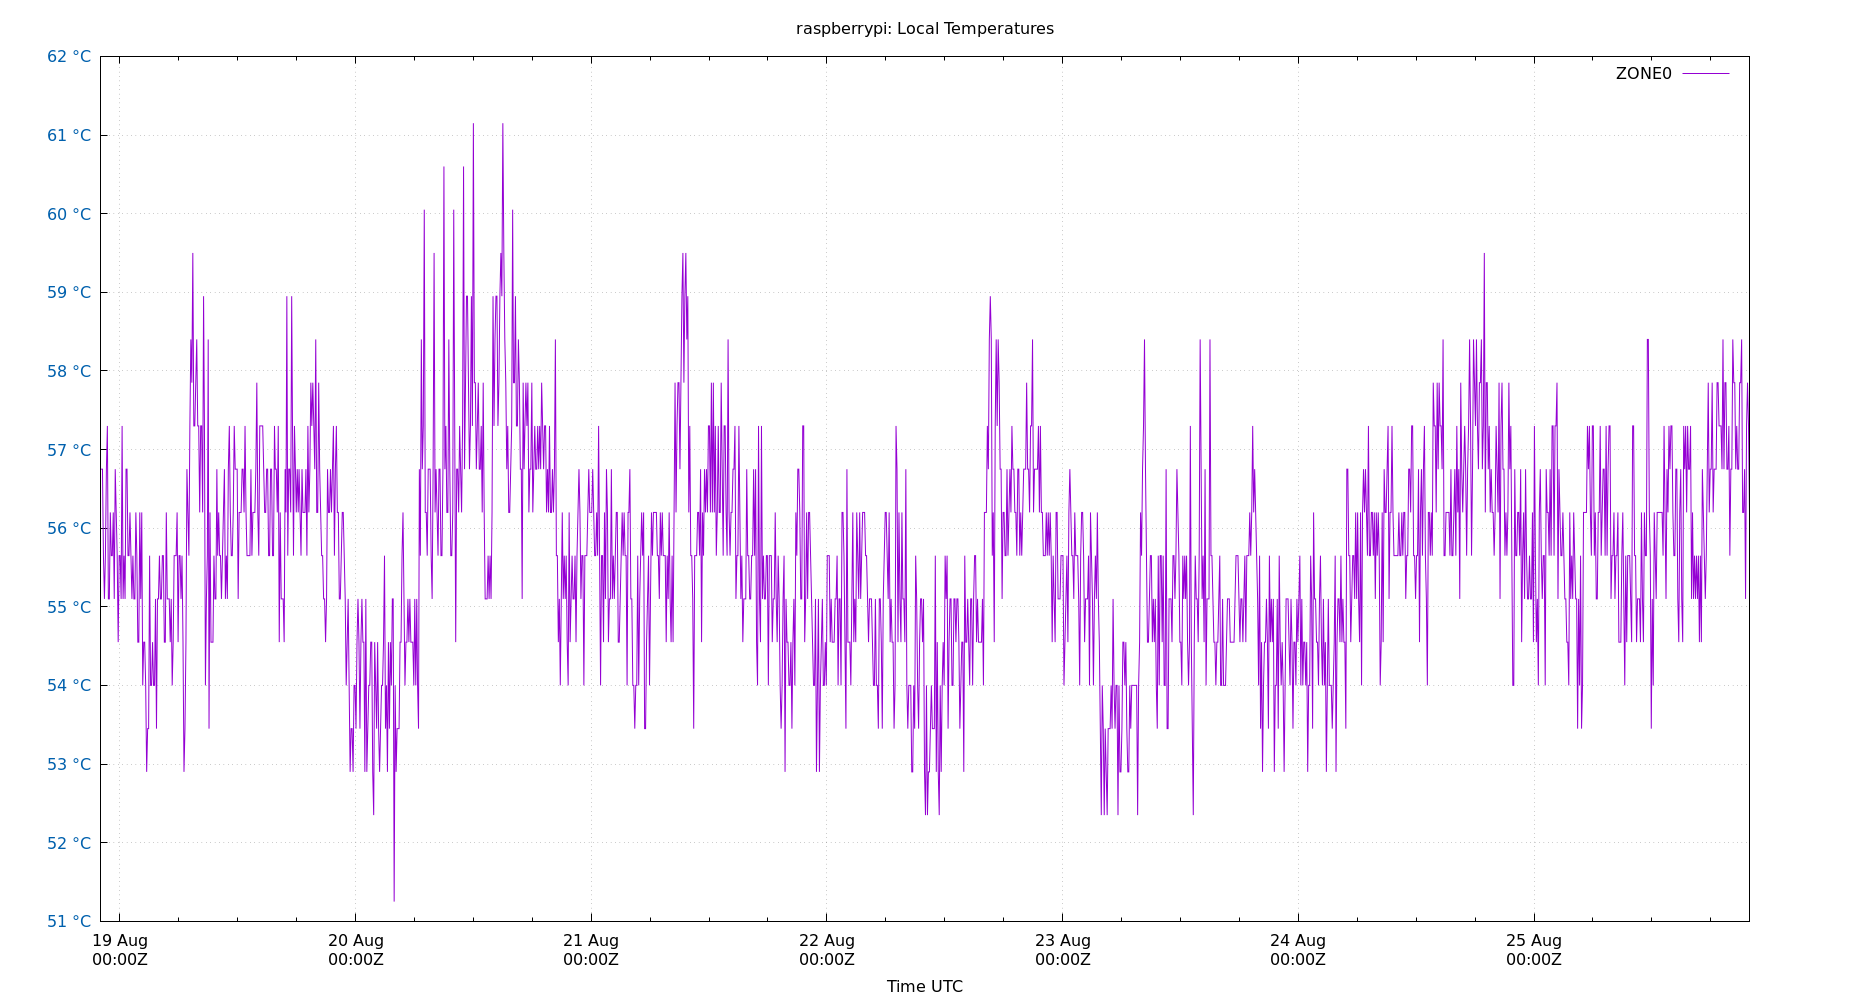 raspberrypi: Local Temperatures
62 °C
ZONE0
61 °C
60 °C
59 °C
58 °C
57 °C
56 °C
55 °C
54 °C
53 °C
52 °C
51 °C
19 Aug 20 Aug 21 Aug 22 Aug 23 Aug 24 Aug 25 Aug
00:00Z 00:00Z 00:00Z 00:00Z 00:00Z 00:00Z 00:00Z
Time UTC